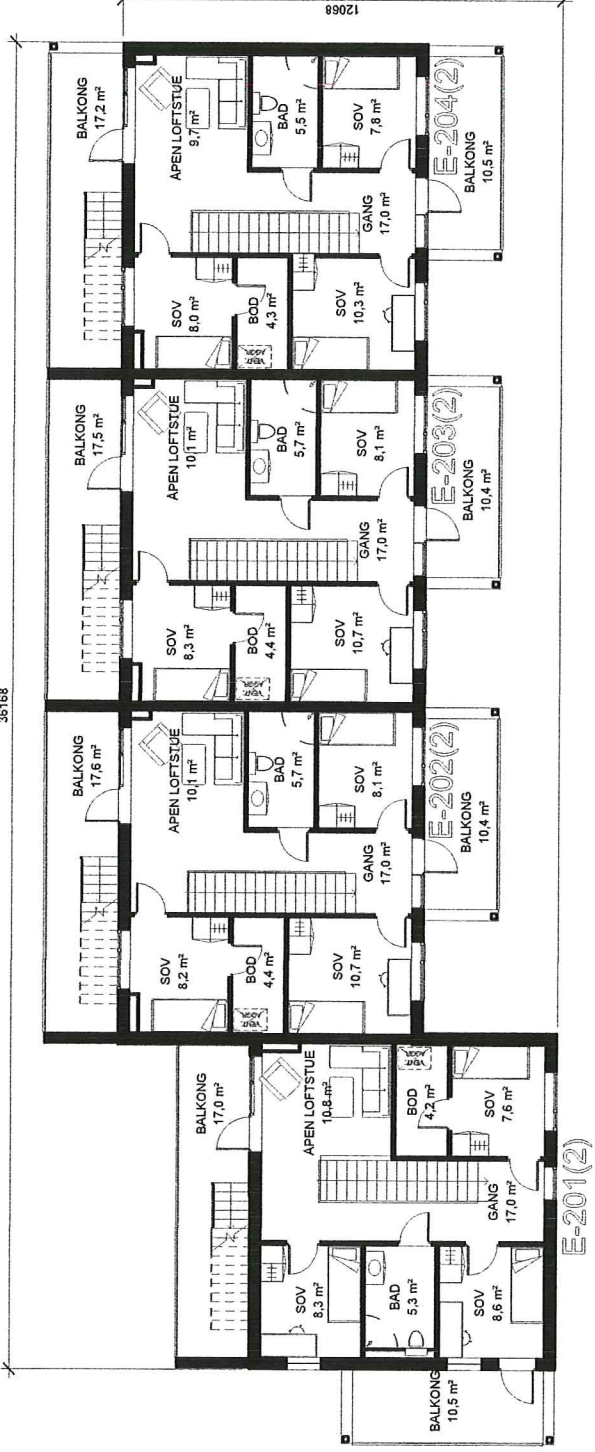 36168
12068
BALKONG
17,0 m²
APEN LOFTSTUE
10,8 m²
SOV
8,3 m²
BAD
5,3 m²
SOV
8,6 m²
GANG
17,0 m²
BOD
4,2 m²
VENT.
AGGR.
SOV
7,6 m²
BALKONG
10,5 m²
E-201(2)
BALKONG
17,6 m²
APEN LOFTSTUE
10,1 m²
SOV
8,2 m²
BOD
4,4 m²
VENT.
AGGR.
SOV
10,7 m²
GANG
17,0 m²
BAD
5,7 m²
SOV
8,1 m²
E-202(2)
BALKONG
10,4 m²
BALKONG
17,5 m²
APEN LOFTSTUE
10,1 m²
SOV
8,3 m²
BOD
4,4 m²
VENT.
AGGR.
SOV
10,7 m²
GANG
17,0 m²
BAD
5,7 m²
SOV
8,1 m²
E-203(2)
BALKONG
10,4 m²
BALKONG
17,2 m²
APEN LOFTSTUE
9,7 m²
SOV
8,0 m²
BOD
4,3 m²
VENT.
AGGR.
SOV
10,3 m²
GANG
17,0 m²
BAD
5,5 m²
SOV
7,8 m²
E-204(2)
BALKONG
10,5 m²